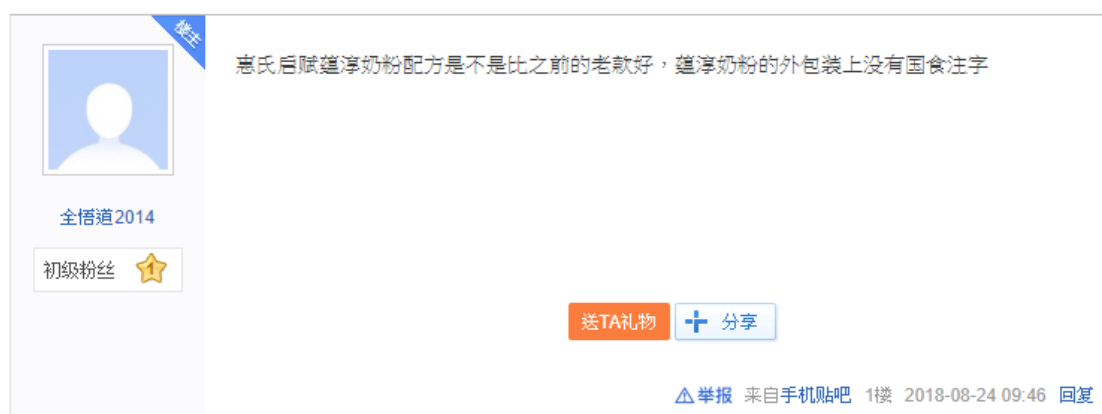 楼主
惠氏启赋蕴淳奶粉配方是不是比之前的老款好，蕴淳奶粉的外包装上没有国食注字
全悟道2014
初级粉丝 1
送TA礼物 分享
举报 来自手机贴吧 1楼 2018-08-24 09:46 回复